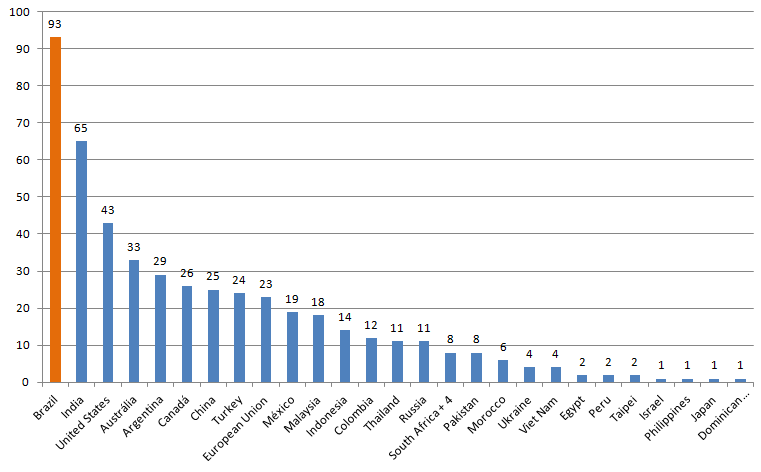 100
90
80
70
60
50
40
30
20
10
0
93
65
43
33
29
26
25
24
23
19
18
14
12
11
11
8
8
6
4
4
2
2
2
1
1
1
1
Brazil
India
United States
Austrália
Argentina
Canadá
China
Turkey
European Union
México
Malaysia
Indonesia
Colombia
Thailand
Russia
South Africa + 4
Pakistan
Morocco
Ukraine
Viet Nam
Egypt
Peru
Taipei
Israel
Philippines
Japan
Dominican...